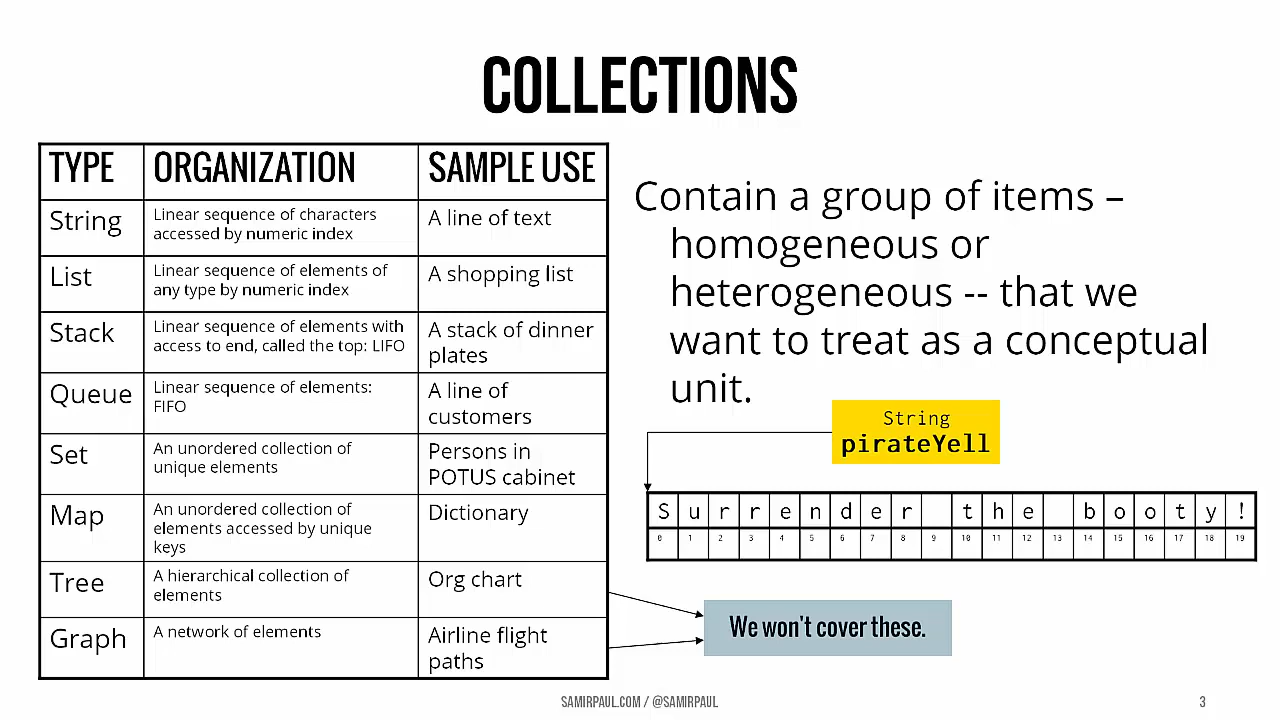 COLLECTIONS
TYPE ORGANIZATION SAMPLE USE
String Linear sequence of characters A line of text
accessed by numeric index
List Linear sequence of elements of A shopping list
any type by numeric index
Stack Linear sequence of elements with A stack of dinner
access to end, called the top: LIFO plates
Queue Linear sequence of elements: A line of
FIFO customers
Set An unordered collection of Persons in
unique elements POTUS cabinet
Map An unordered collection of Dictionary
elements accessed by unique
keys
Tree A hierarchical collection of Org chart
elements
Graph A network of elements Airline flight
paths
Contain a group of items –
homogeneous or
heterogeneous -- that we
want to treat as a conceptual
unit.
String
pirateYell
S u r r e n d e r t h e b o o t y !
0 1 2 3 4 5 6 7 8 9 10 11 12 13 14 15 16 17 18 19
We won't cover these.
SAMIRPAUL.COM / @SAMIRPAUL 3